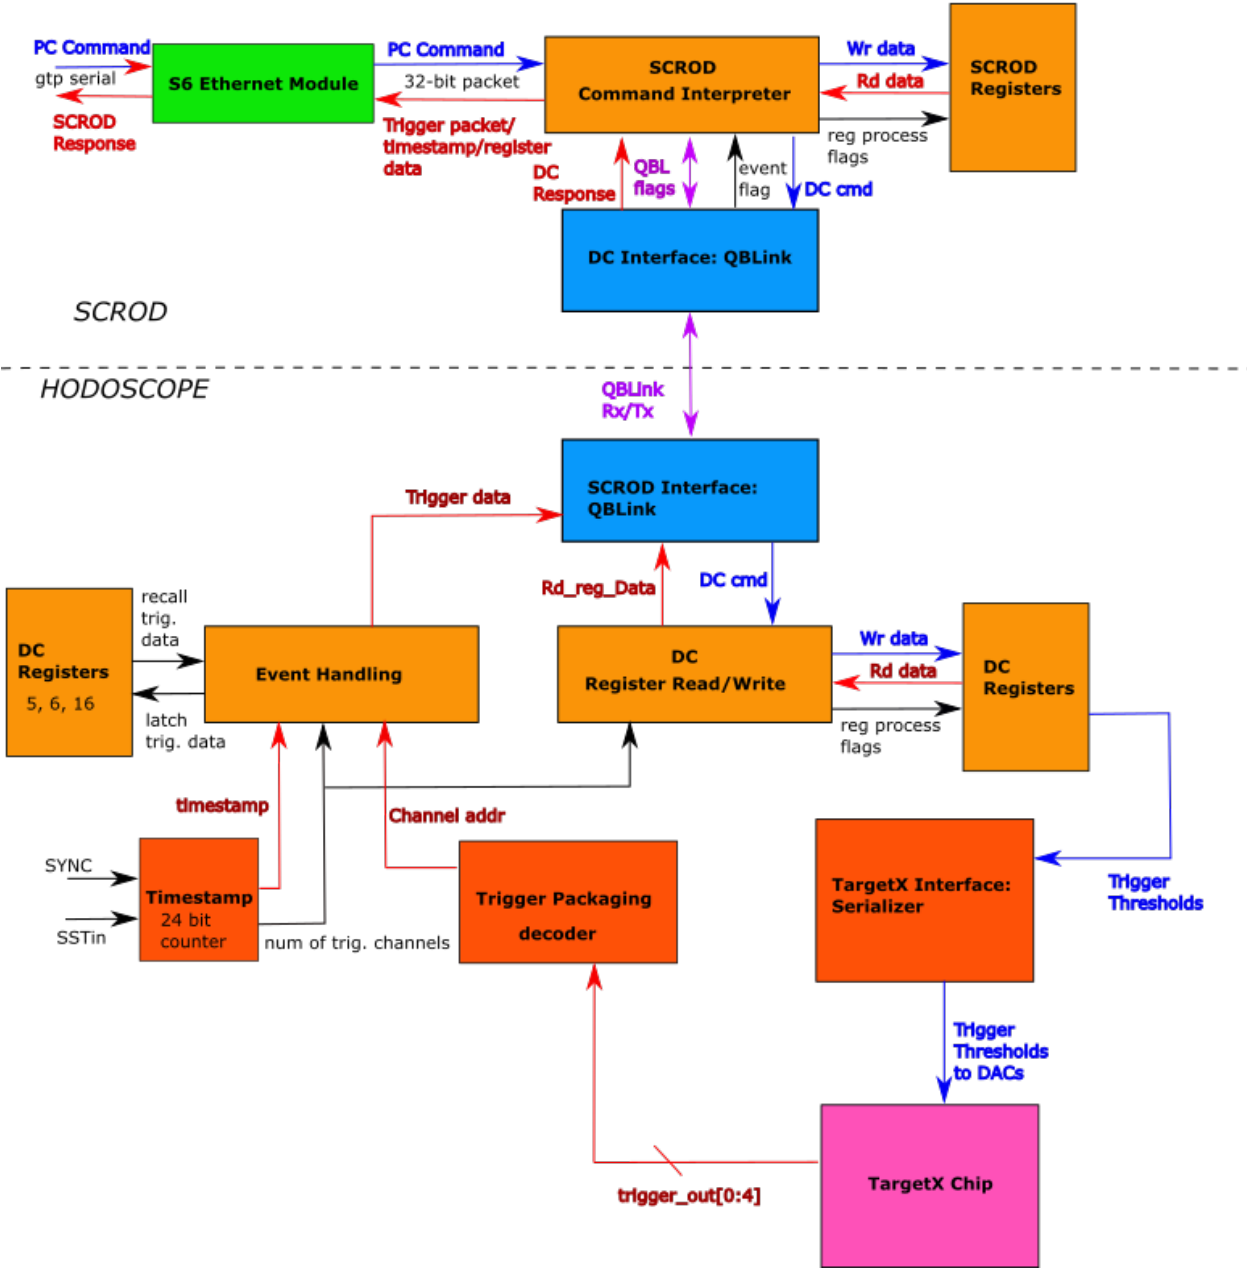 PC Command
gtp serial
SCROD
Response
S6 Ethernet Module
PC Command
32-bit packet
Trigger packet/
timestamp/register
data
SCROD
Command Interpreter
Wr data
Rd data
reg process
flags
SCROD
Registers
DC
Response
QBL
flags
event
flag
DC cmd
DC Interface: QBLink
SCROD
HODOSCOPE
QBLink
Rx/Tx
SCROD Interface:
QBLink
Trigger data
Rd_reg_Data
DC cmd
DC
Registers
5, 6, 16
recall
trig.
data
latch
trig. data
Event Handling
DC
Register Read/Write
Wr data
Rd data
reg process
flags
DC
Registers
timestamp
Channel addr
SYNC
SSTin
Timestamp
24 bit
counter
num of trig. channels
Trigger Packaging
decoder
TargetX Interface:
Serializer
Trigger
Thresholds
Trigger
Thresholds
to DACs
trigger_out[0:4]
TargetX Chip